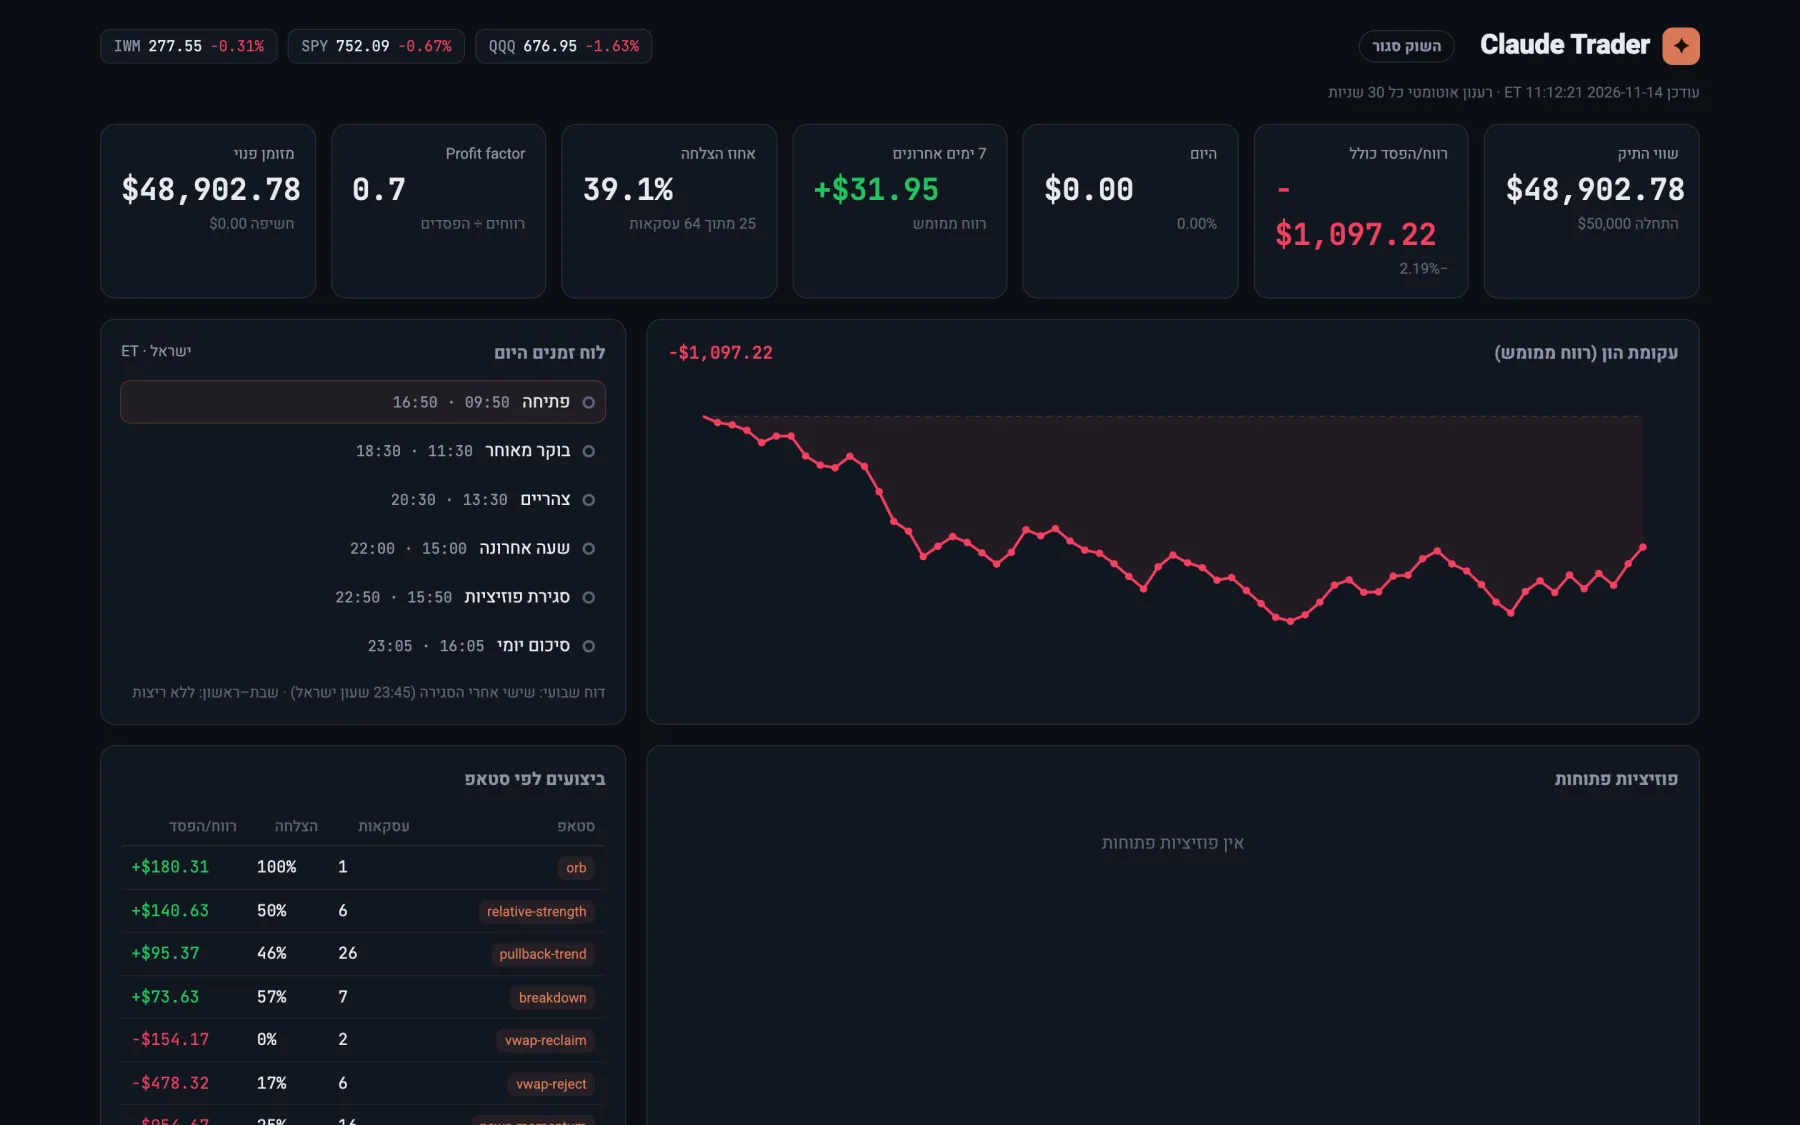 Claude Trader
השוק סגור
IWM 277.55 -0.31%
SPY 752.09 -0.67%
QQQ 676.95 -1.63%
עודכן 2026-11-14 11:12:21 ET · רענון אוטומטי כל 30 שניות
שווי התיק
$48,902.78
התחלה $50,000
רווח/הפסד כולל
-
$1,097.22
−2.19%
היום
$0.00
0.00%
7 ימים אחרונים
+$31.95
רווח ממומש
אחוז הצלחה
39.1%
25 מתוך 64 עסקאות
Profit factor
0.7
רווחים ÷ הפסדים
מזומן פנוי
$48,902.78
חשיפה $0.00
עקומת הון (רווח ממומש)
-$1,097.22
לוח זמנים היום
ישראל · ET
פתיחה 09:50 · 16:50
בוקר מאוחר 11:30 · 18:30
צהריים 13:30 · 20:30
שעה אחרונה 15:00 · 22:00
סגירת פוזיציות 15:50 · 22:50
סיכום יומי 16:05 · 23:05
דוח שבועי: שישי אחרי הסגירה (23:45 שעון ישראל) · שבת–ראשון: ללא ריצות
פוזיציות פתוחות
אין פוזיציות פתוחות
ביצועים לפי סטאפ
סטאפ עסקאות הצלחה רווח/הפסד
orb 1 100% +$180.31
relative-strength 6 50% +$140.63
pullback-trend 26 46% +$95.37
breakdown 7 57% +$73.63
vwap-reclaim 2 0% -$154.17
vwap-reject 6 17% -$478.32